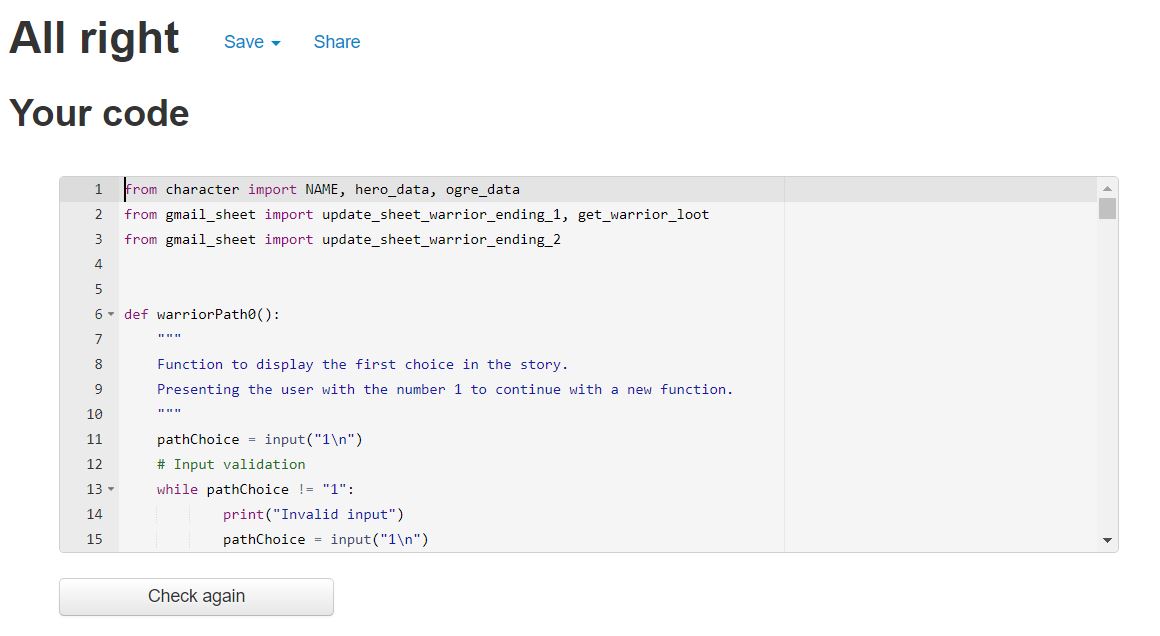 All right Save Share
Your code
1 from character import NAME, hero_data, ogre_data
2 from gmail_sheet import update_sheet_warrior_ending_1, get_warrior_loot
3 from gmail_sheet import update_sheet_warrior_ending_2
4
5
6 def warriorPath0():
7     """
8     Function to display the first choice in the story.
9     Presenting the user with the number 1 to continue with a new function.
10     """
11     pathChoice = input("1\n")
12     # Input validation
13     while pathChoice != "1":
14             print("Invalid input")
15             pathChoice = input("1\n")
Check again